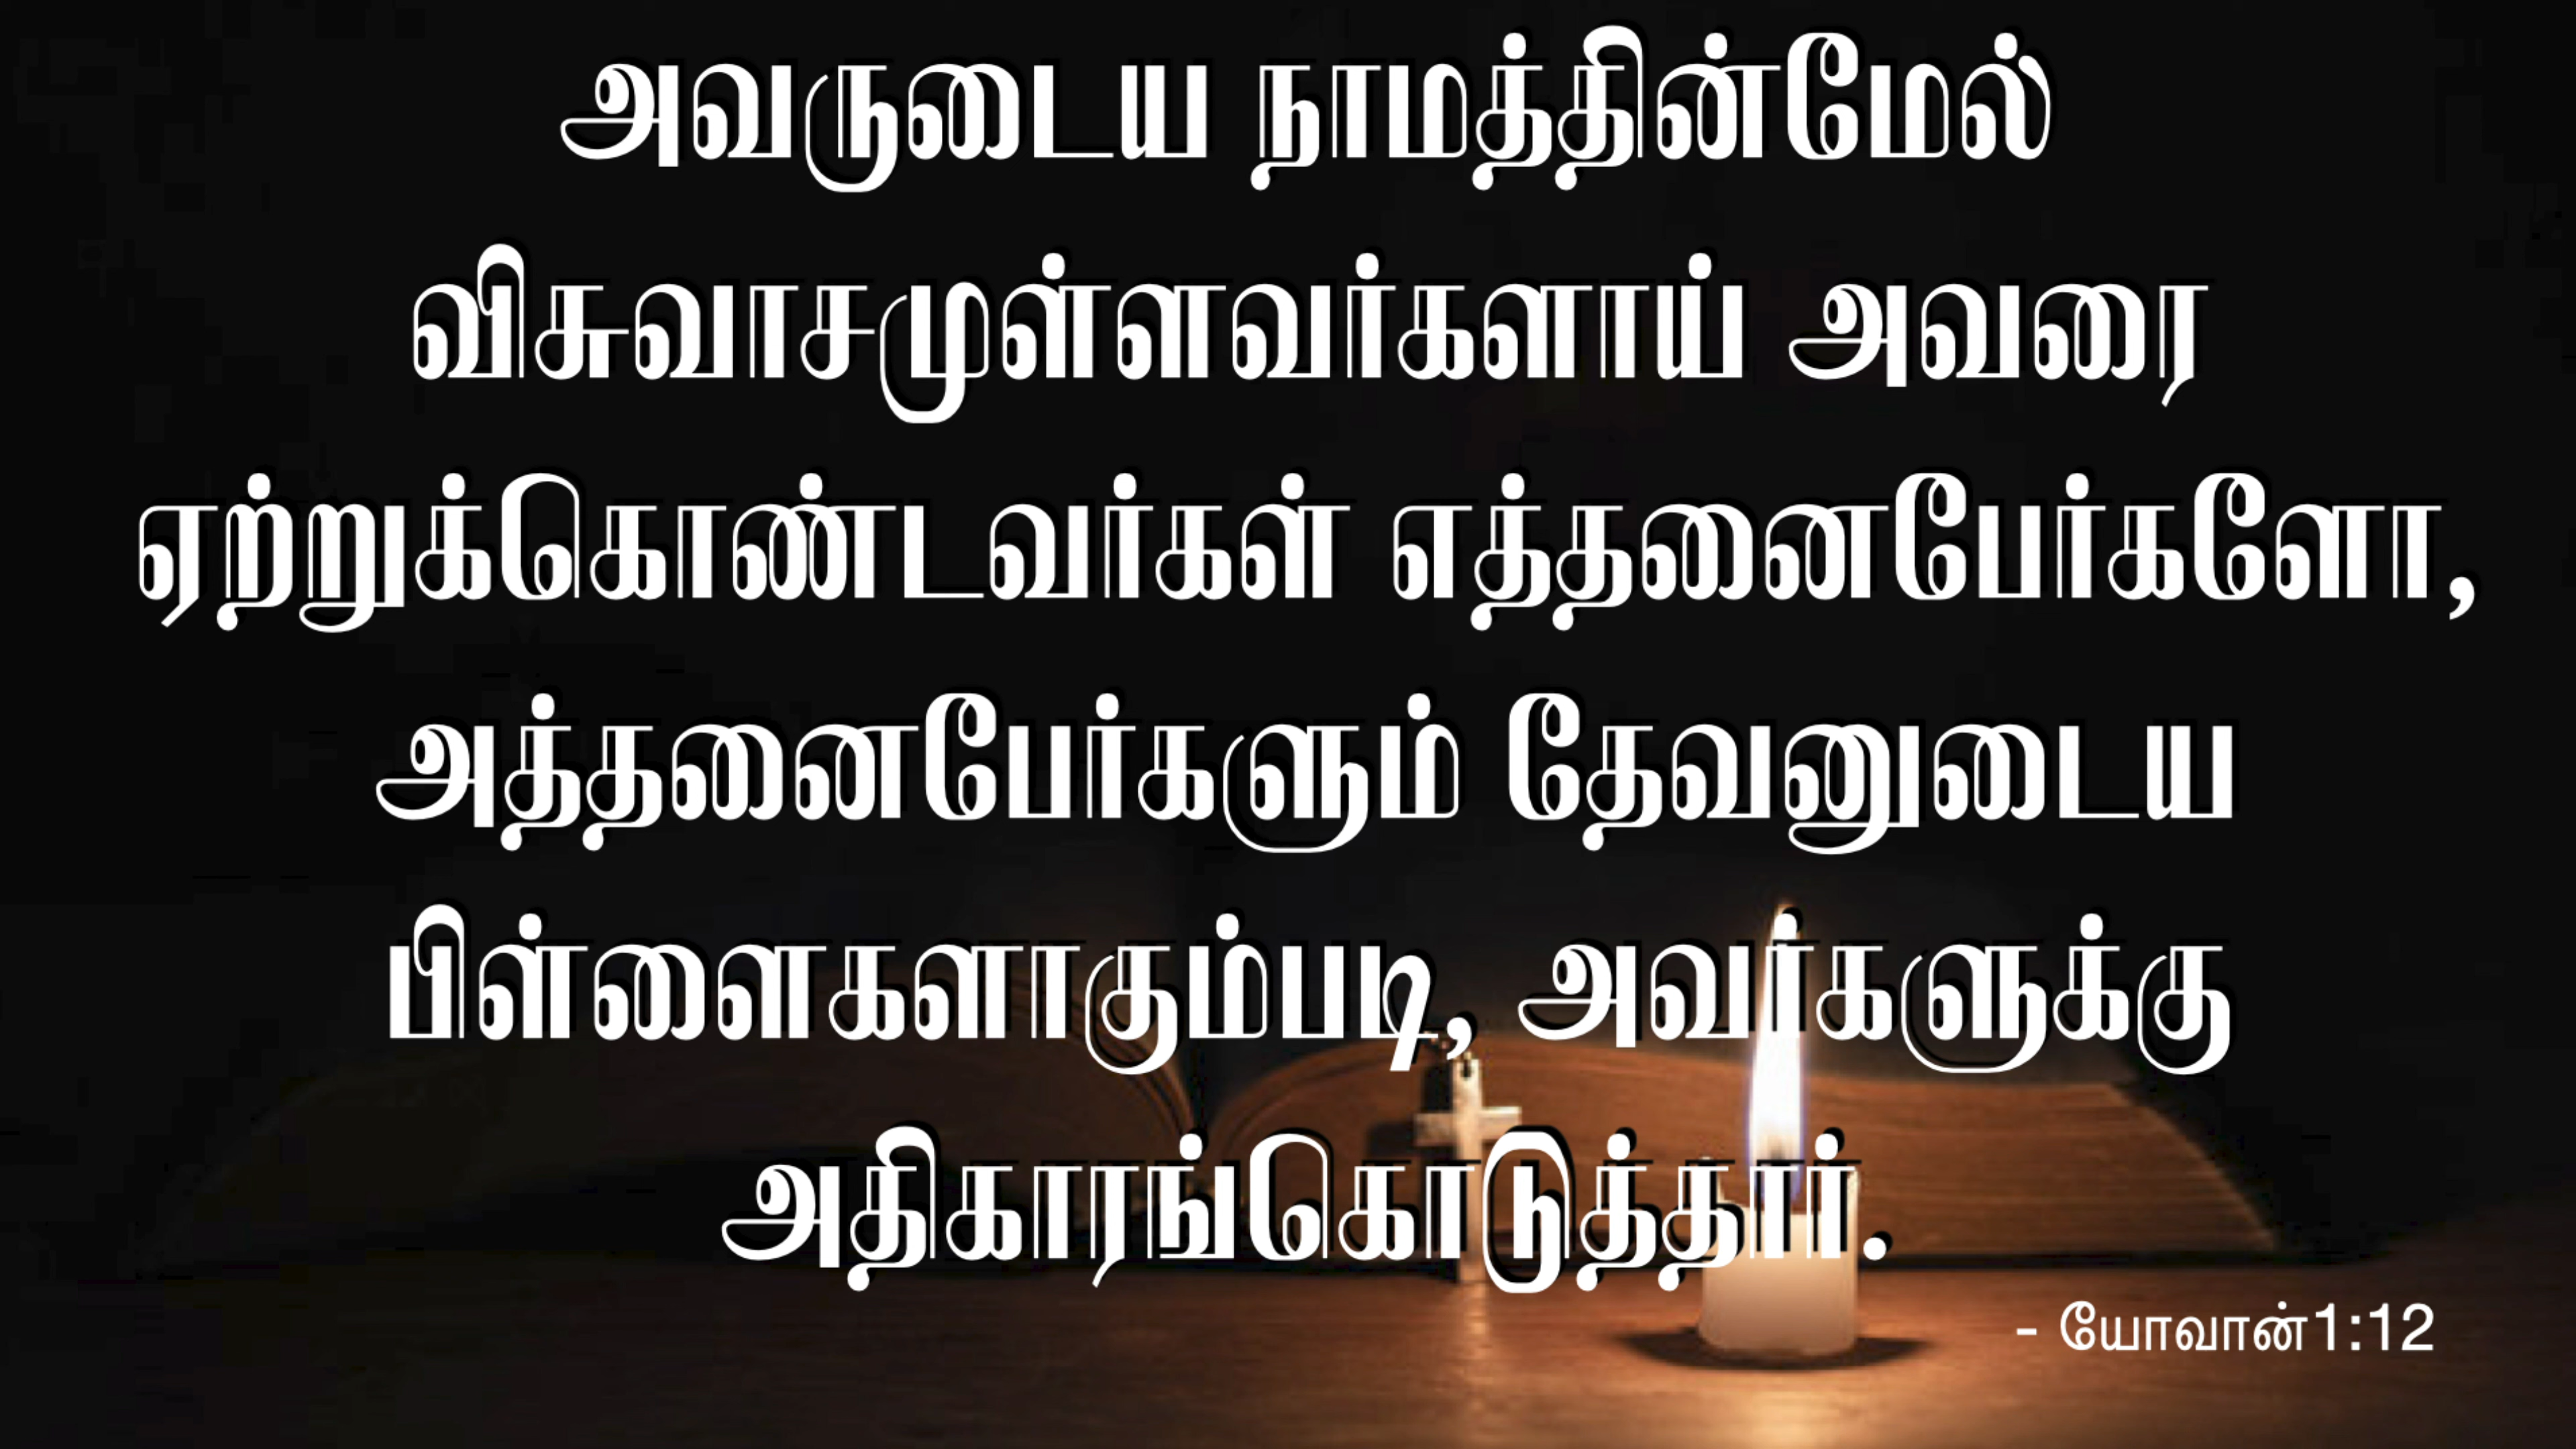 அவருடைய நாமத்தின்மேல்
விசுவாசமுள்ளவர்களாய் அவரை
ஏற்றுக்கொண்டவர்கள் எத்தனைபேர்களோ,
அத்தனைபேர்களும் தேவனுடைய
பிள்ளைகளாகும்படி, அவர்களுக்கு
அதிகாரங்கொடுத்தார்.
- யோவான்1:12